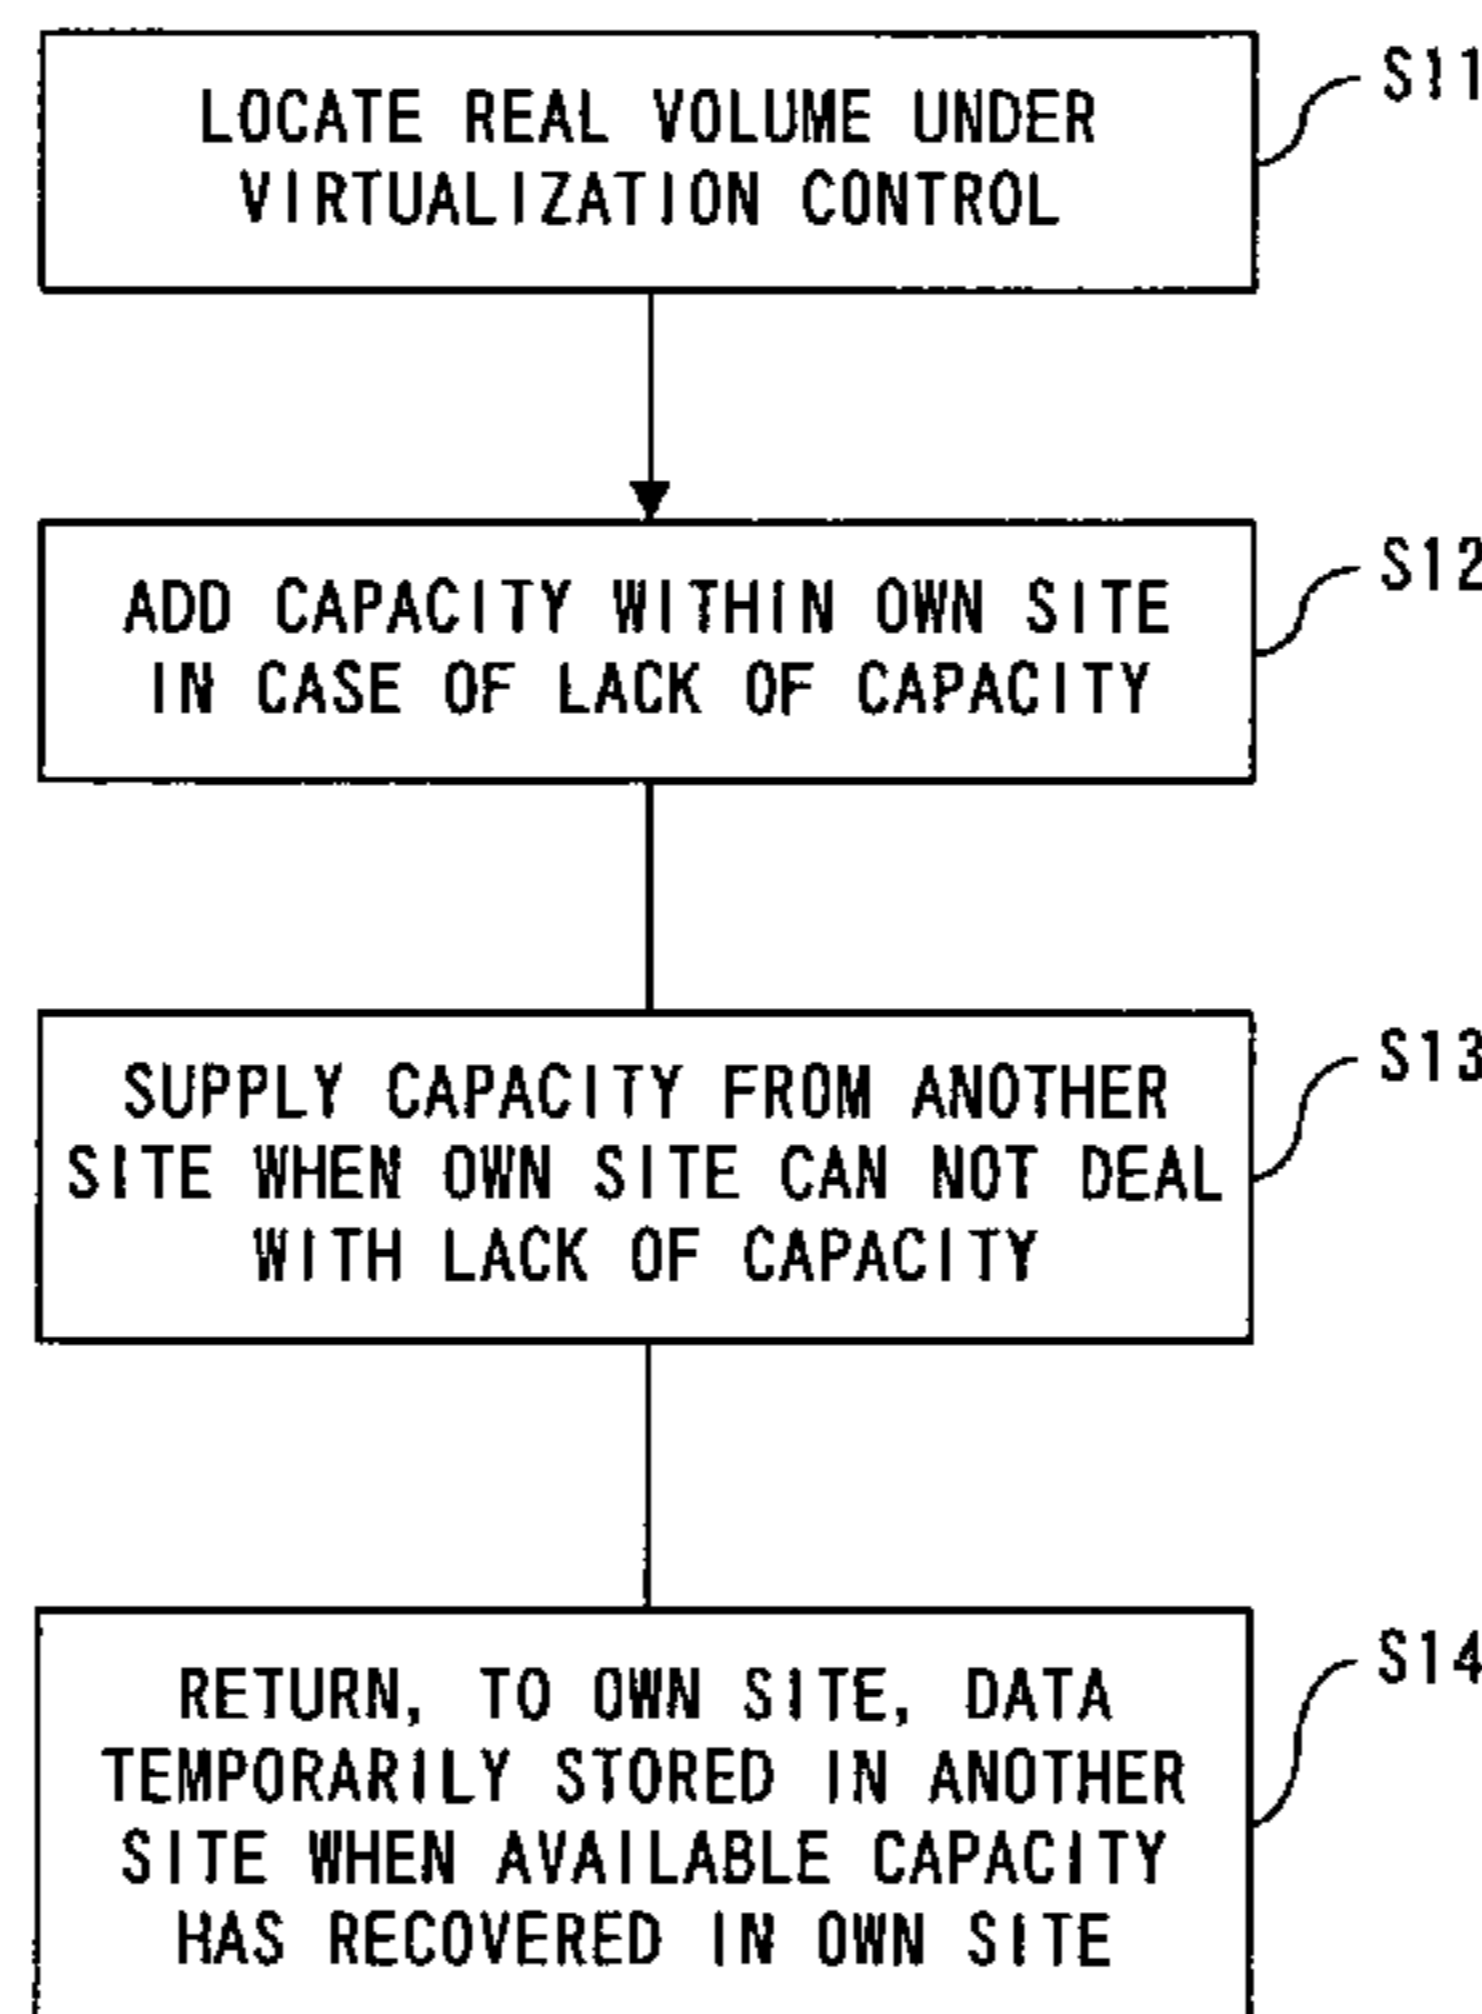 LOCATE REAL VOLUME UNDER
VIRTUALIZATION CONTROL
S11
ADD CAPACITY WITHIN OWN SITE
IN CASE OF LACK OF CAPACITY
S12
SUPPLY CAPACITY FROM ANOTHER
SITE WHEN OWN SITE CAN NOT DEAL
WITH LACK OF CAPACITY
S13
RETURN, TO OWN SITE, DATA
TEMPORARILY STORED IN ANOTHER
SITE WHEN AVAILABLE CAPACITY
HAS RECOVERED IN OWN SITE
S14